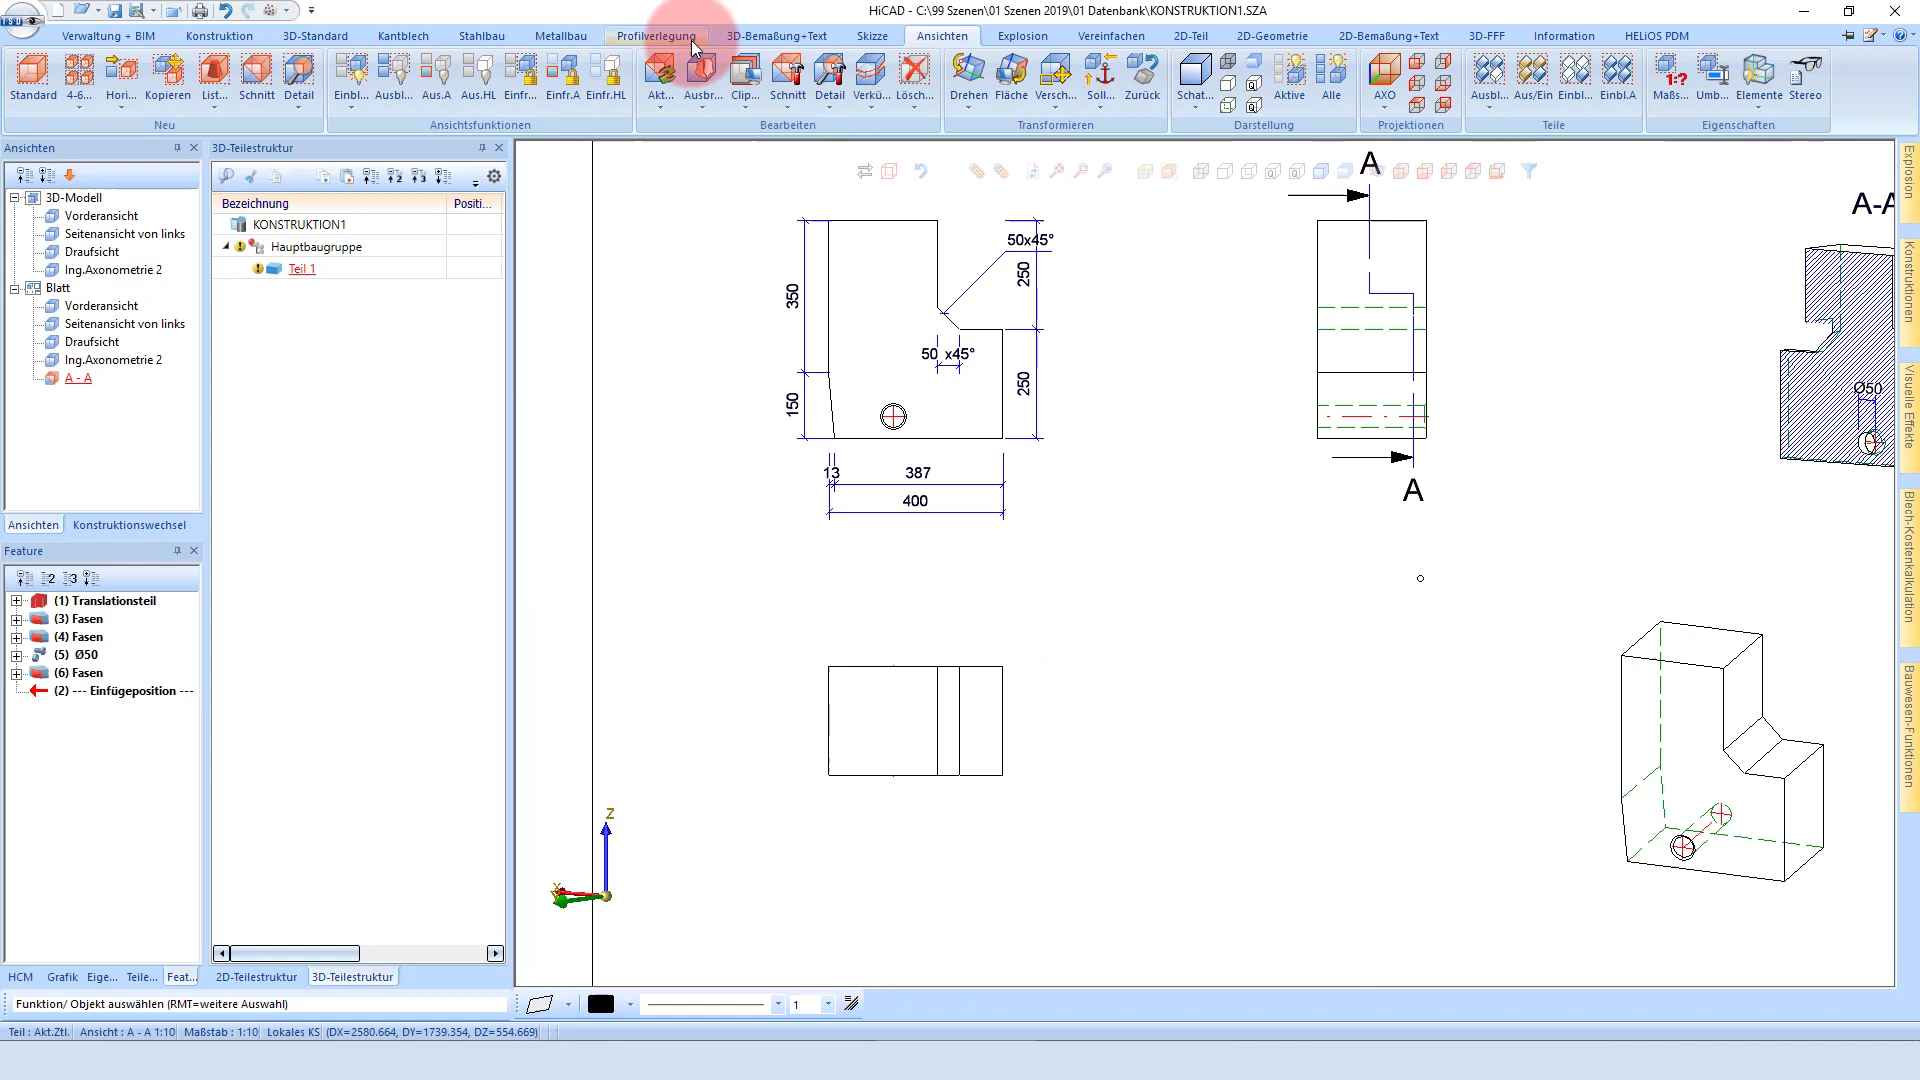 ISD
HiCAD - C:\99 Szenen\01 Szenen 2019\01 Datenbank\KONSTRUKTION1.SZA
Verwaltung + BIM Konstruktion 3D-Standard Kantblech Stahlbau Metallbau Profilverlegung 3D-Bemaßung+Text Skizze Ansichten Explosion Vereinfachen 2D-Teil 2D-Geometrie 2D-Bemaßung+Text 3D-FFF Information HELiOS PDM
Standard 4-6... Hori... Kopieren List... Schnitt Detail Einbl... Ausbl... Aus.A Aus.HL Einfr... Einfr.A Einfr.HL Akt... Ausbr... Clip... Schnitt Detail Verkü... Lösch... Drehen Fläche Versch... Soll... Zurück Schat... Aktive Alle AXO Ausbl... Aus/Ein Einbl... Einbl.A Maßs... Umb... Elemente Stereo
Neu Ansichtsfunktionen Bearbeiten Transformieren Darstellung Projektionen Teile Eigenschaften
Ansichten
3D-Modell
Vorderansicht
Seitenansicht von links
Draufsicht
Ing.Axonometrie 2
Blatt
Vorderansicht
Seitenansicht von links
Draufsicht
Ing.Axonometrie 2
A - A
Ansichten Konstruktionswechsel
Feature
(1) Translationsteil
(3) Fasen
(4) Fasen
(5) Ø50
(6) Fasen
(2) --- Einfügeposition ---
HCM Grafik Eige... Teile... Feat...
3D-Teilestruktur
Bezeichnung Positi...
KONSTRUKTION1
Hauptbaugruppe
Teil 1
2D-Teilestruktur 3D-Teilestruktur
A
A-A
50x45°
350
250
50 x45°
250
150
Ø50
13 387
400
A
Z
Explosion
Konstruktionen
Visuelle Effekte
Blech-Kostenkalkulation
Bauwesen-Funktionen
Funktion/ Objekt auswählen (RMT=weitere Auswahl)
1
Teil : Akt.Ztl. Ansicht : A - A 1:10 Maßstab : 1:10 Lokales KS (DX=2580.664, DY=1739.354, DZ=554.669)